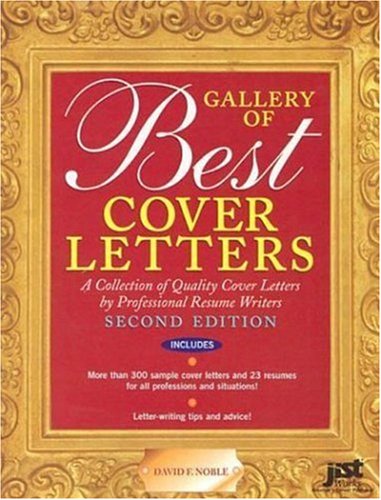 GALLERY
OF
Best
COVER
LETTERS
A Collection of Quality Cover Letters
by Professional Resume Writers
SECOND EDITION
INCLUDES
More than 300 sample cover letters and 23 resumes
for all professions and situations!
Letter-writing tips and advice!
DAVID F. NOBLE
jist
Works